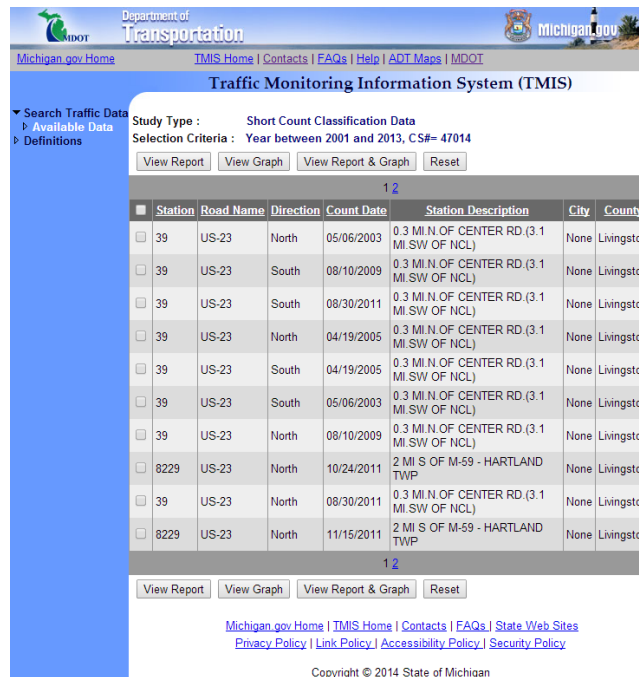 MDOT
Department of
Transportation
Michigan.gov
Michigan.gov Home
TMIS Home | Contacts | FAQs | Help | ADT Maps | MDOT
Traffic Monitoring Information System (TMIS)
Search Traffic Data
Available Data
Definitions
Study Type : Short Count Classification Data
Selection Criteria : Year between 2001 and 2013, CS#= 47014
View Report View Graph View Report & Graph Reset
1 2
Station Road Name Direction Count Date Station Description City County
39 US-23 North 05/06/2003 0.3 MI.N.OF CENTER RD.(3.1 MI.SW OF NCL) None Livingsto
39 US-23 South 08/10/2009 0.3 MI.N.OF CENTER RD.(3.1 MI.SW OF NCL) None Livingsto
39 US-23 South 08/30/2011 0.3 MI.N.OF CENTER RD.(3.1 MI.SW OF NCL) None Livingsto
39 US-23 North 04/19/2005 0.3 MI.N.OF CENTER RD.(3.1 MI.SW OF NCL) None Livingsto
39 US-23 South 04/19/2005 0.3 MI.N.OF CENTER RD.(3.1 MI.SW OF NCL) None Livingsto
39 US-23 South 05/06/2003 0.3 MI.N.OF CENTER RD.(3.1 MI.SW OF NCL) None Livingsto
39 US-23 North 08/10/2009 0.3 MI.N.OF CENTER RD.(3.1 MI.SW OF NCL) None Livingsto
8229 US-23 North 10/24/2011 2 MI S OF M-59 - HARTLAND TWP None Livingsto
39 US-23 North 08/30/2011 0.3 MI.N.OF CENTER RD.(3.1 MI.SW OF NCL) None Livingsto
8229 US-23 North 11/15/2011 2 MI S OF M-59 - HARTLAND TWP None Livingsto
1 2
View Report View Graph View Report & Graph Reset
Michigan.gov Home | TMIS Home | Contacts | FAQs | State Web Sites
Privacy Policy | Link Policy | Accessibility Policy | Security Policy
Copyright © 2014 State of Michigan